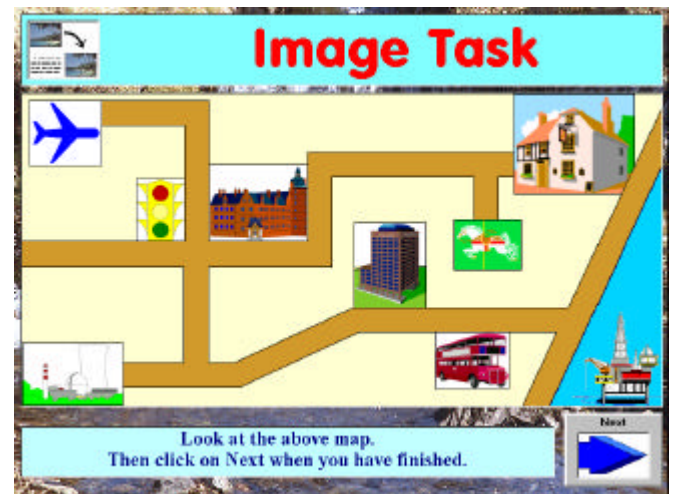 Image Task
Look at the above map.
Then click on Next when you have finished.
Next